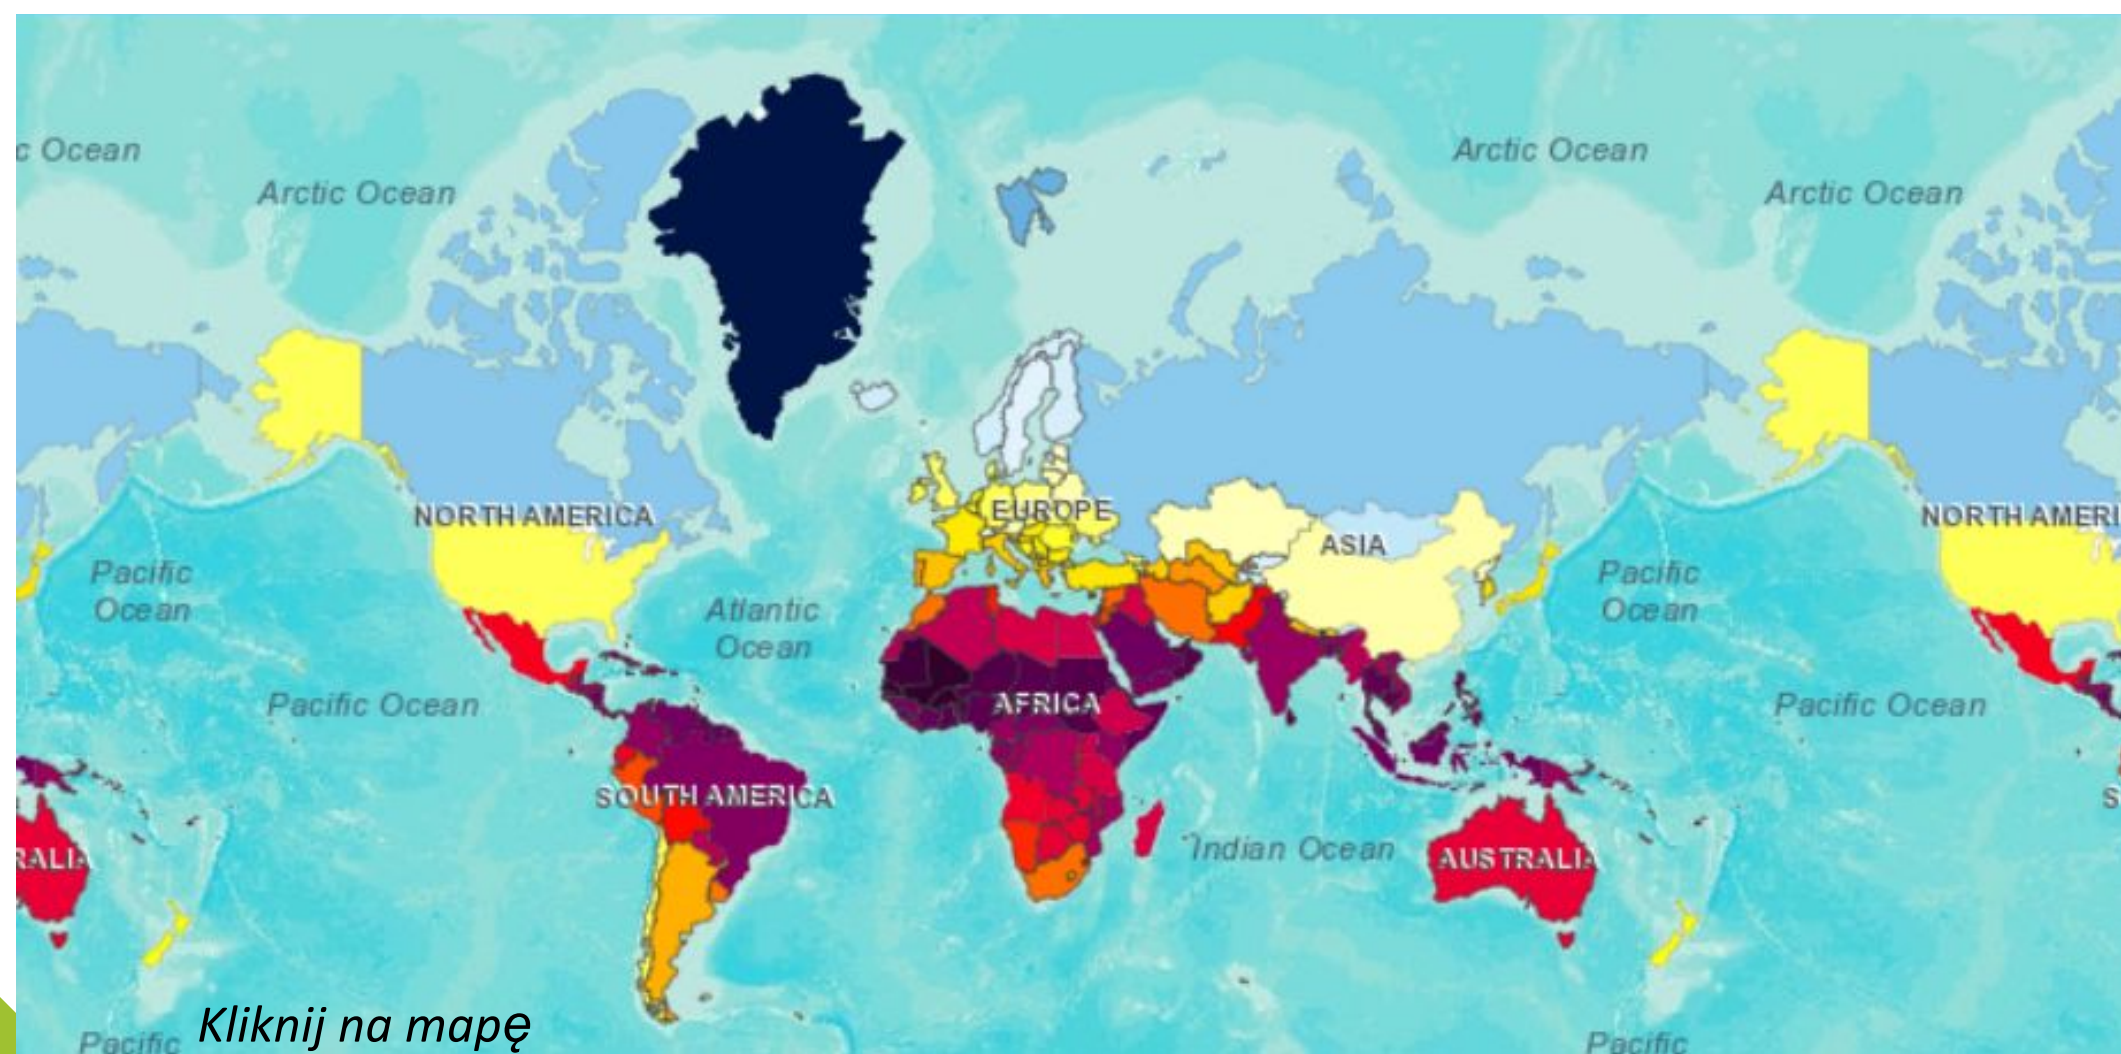 c Ocean
Arctic Ocean
Arctic Ocean
Arctic Ocean
NORTH AMERICA
EUROPE
ASIA
NORTH AMERI
Pacific
Ocean
Atlantic
Ocean
Pacific
Ocean
Pacific Ocean
AFRICA
Pacific Ocean
SOUTH AMERICA
S
RALIA
Indian Ocean
AUSTRALIA
Kliknij na mapę
Pacific
Pacific